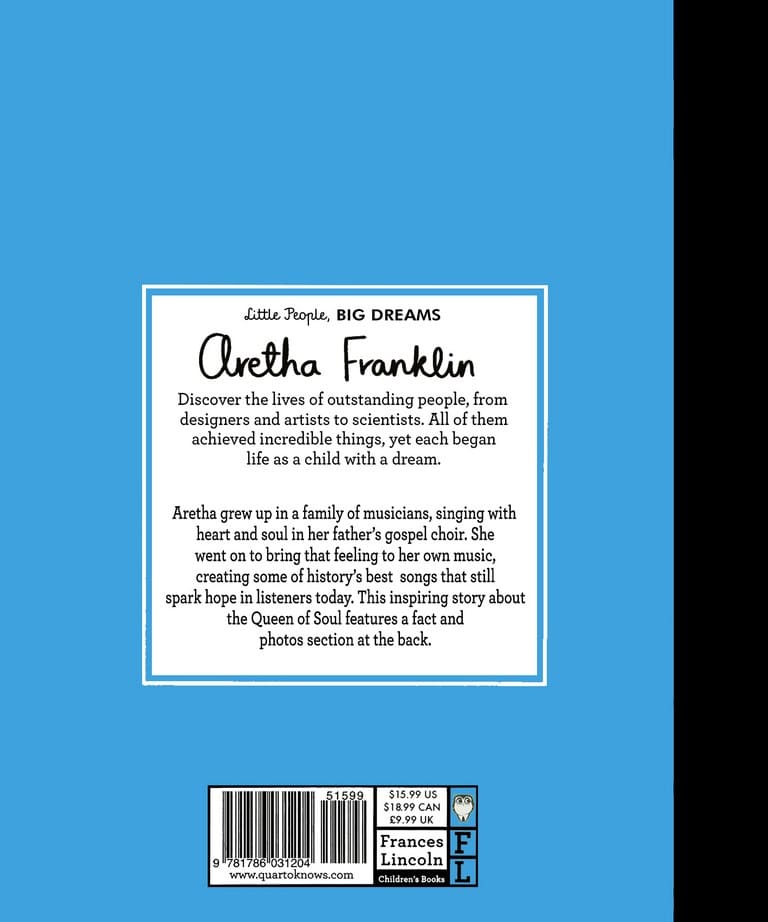 Little People, BIG DREAMS
Aretha Franklin
Discover the lives of outstanding people, from
designers and artists to scientists. All of them
achieved incredible things, yet each began
life as a child with a dream.
Aretha grew up in a family of musicians, singing with
heart and soul in her father's gospel choir. She
went on to bring that feeling to her own music,
creating some of history's best songs that still
spark hope in listeners today. This inspiring story about
the Queen of Soul features a fact and
photos section at the back.
51599
9 781786 031204
www.quartoknows.com
$15.99 US
$18.99 CAN
£9.99 UK
Frances
Lincoln
Children's Books
F
L